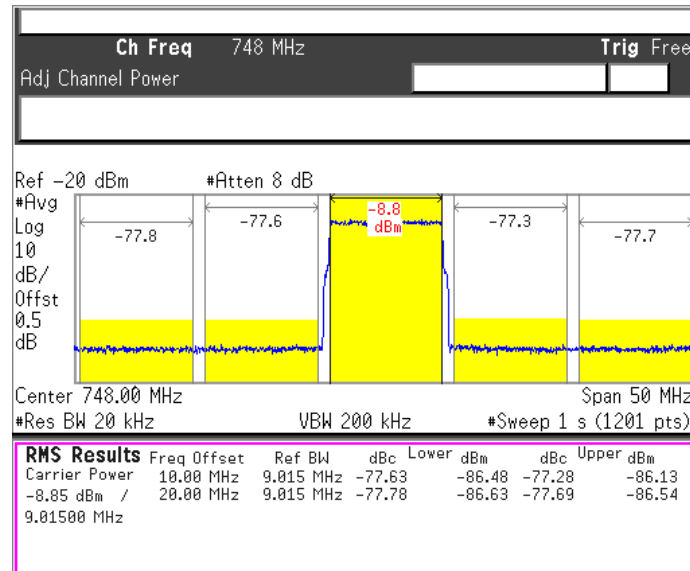 Ch Freq 748 MHz Trig Free
Adj Channel Power
Ref -20 dBm #Atten 8 dB
#Avg
Log
10
dB/
Offst
0.5
dB
-77.8
-77.6
-8.8
dBm
-77.3
-77.7
Center 748.00 MHz Span 50 MHz
#Res BW 20 kHz VBW 200 kHz #Sweep 1 s (1201 pts)
RMS Results Freq Offset Ref BW dBc Lower dBm dBc Upper dBm
Carrier Power 10.00 MHz 9.015 MHz -77.63 -86.48 -77.28 -86.13
-8.85 dBm / 20.00 MHz 9.015 MHz -77.78 -86.63 -77.69 -86.54
9.01500 MHz